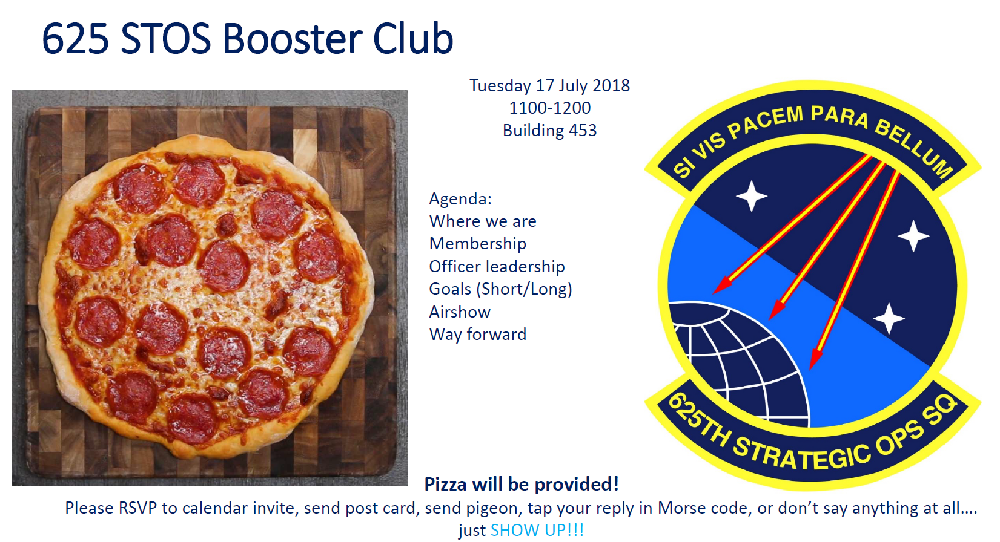 625 STOS Booster Club
Tuesday 17 July 2018
1100-1200
Building 453
Agenda:
Where we are
Membership
Officer leadership
Goals (Short/Long)
Airshow
Way forward
SI VIS PACEM PARA BELLUM
625TH STRATEGIC OPS SQ
Pizza will be provided!
Please RSVP to calendar invite, send post card, send pigeon, tap your reply in Morse code, or don’t say anything at all….
just SHOW UP!!!